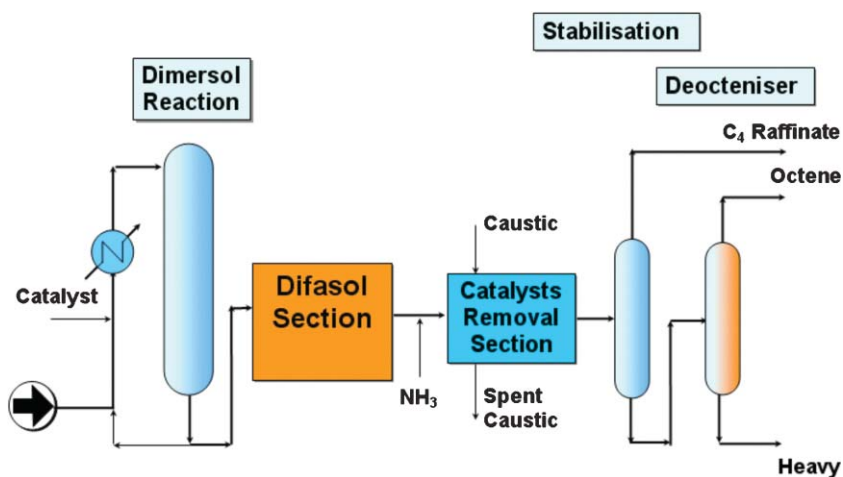 Stabilisation
Dimersol
Reaction
Deocteniser
C₄ Raffinate
Octene
Catalyst
Difasol
Section
Caustic
Catalysts
Removal
Section
NH₃
Spent
Caustic
Heavy